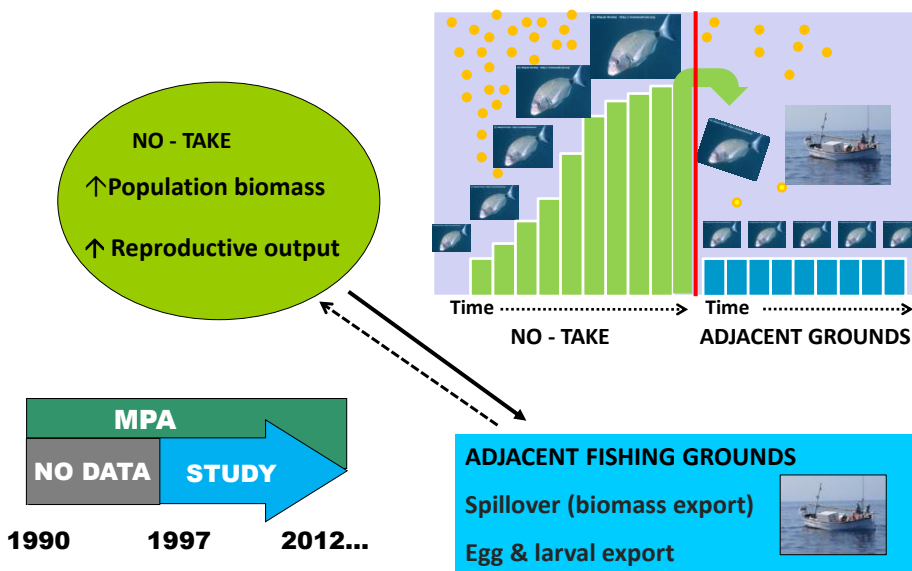 NO - TAKE
↑Population biomass
↑ Reproductive output
Time
Time
NO - TAKE
ADJACENT GROUNDS
MPA
NO DATA
STUDY
1990
1997
2012...
ADJACENT FISHING GROUNDS
Spillover (biomass export)
Egg & larval export